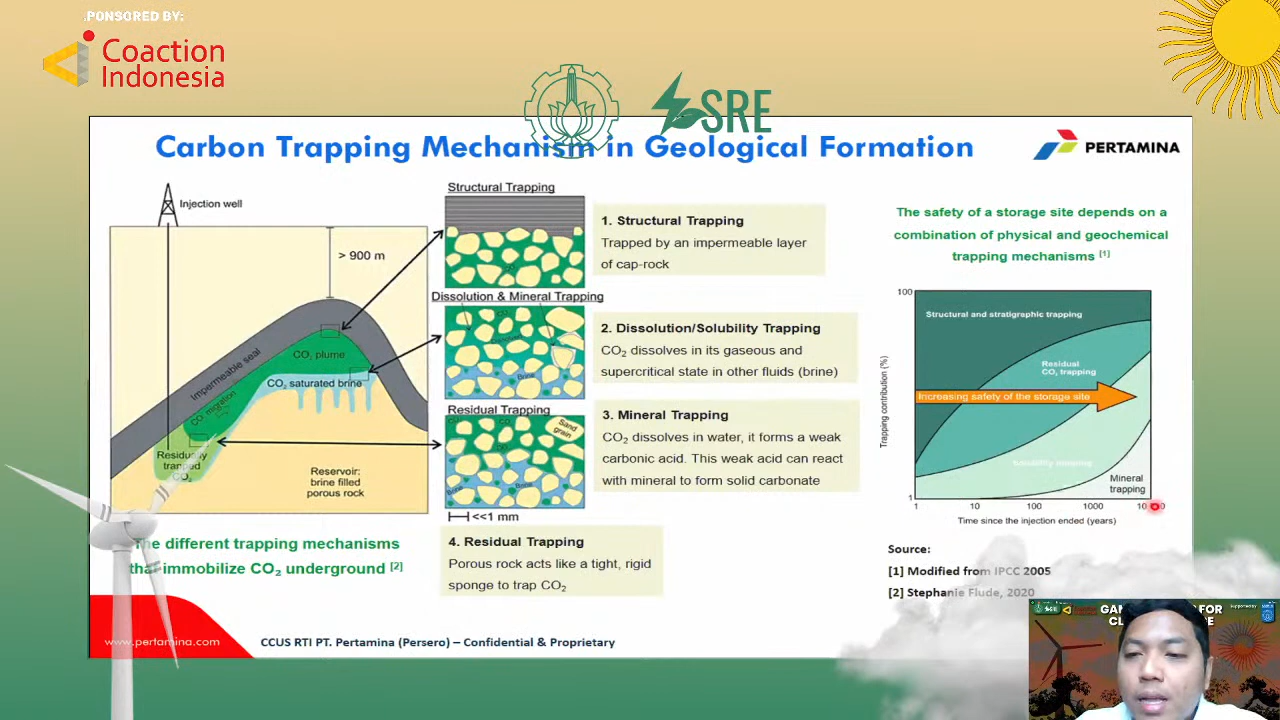 .PONSORED BY:
Coaction
Indonesia
SRE
Carbon Trapping Mechanism in Geological Formation
PERTAMINA
Injection well
> 900 m
Impermeable seal
CO₂ plume
CO₂ saturated brine
CO₂ migration
Residually
trapped
CO₂
Reservoir:
brine filled
porous rock
The different trapping mechanisms
that immobilize CO₂ underground [2]
Structural Trapping
Dissolution & Mineral Trapping
Residual Trapping
Sand
grain
Brine
Brine
<<1 mm
1. Structural Trapping
Trapped by an impermeable layer
of cap-rock
2. Dissolution/Solubility Trapping
CO₂ dissolves in its gaseous and
supercritical state in other fluids (brine)
3. Mineral Trapping
CO₂ dissolves in water, it forms a weak
carbonic acid. This weak acid can react
with mineral to form solid carbonate
4. Residual Trapping
Porous rock acts like a tight, rigid
sponge to trap CO₂
The safety of a storage site depends on a
combination of physical and geochemical
trapping mechanisms [1]
100
Structural and stratigraphic trapping
Residual
CO₂ trapping
Increasing safety of the storage site
Solubility trapping
Mineral
trapping
Trapping contribution (%)
1
1 10 100 1000
Time since the injection ended (years)
Source:
[1] Modified from IPCC 2005
[2] Stephanie Flude, 2020
www.pertamina.com
CCUS RTI PT. Pertamina (Persero) – Confidential & Proprietary
SRE
Supported by